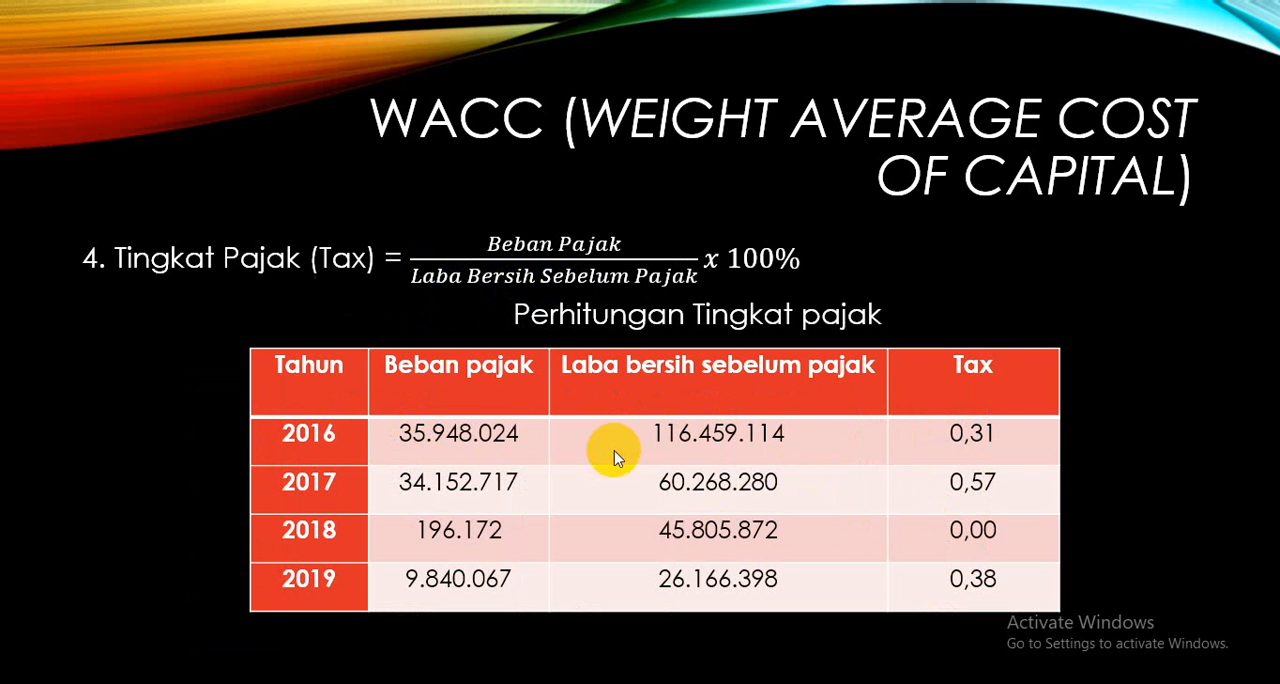 WACC (WEIGHT AVERAGE COST
OF CAPITAL)
4. Tingkat Pajak (Tax) = Beban Pajak / Laba Bersih Sebelum Pajak x 100%
Perhitungan Tingkat pajak
Tahun Beban pajak Laba bersih sebelum pajak Tax
2016 35.948.024 116.459.114 0,31
2017 34.152.717 60.268.280 0,57
2018 196.172 45.805.872 0,00
2019 9.840.067 26.166.398 0,38
Activate Windows
Go to Settings to activate Windows.